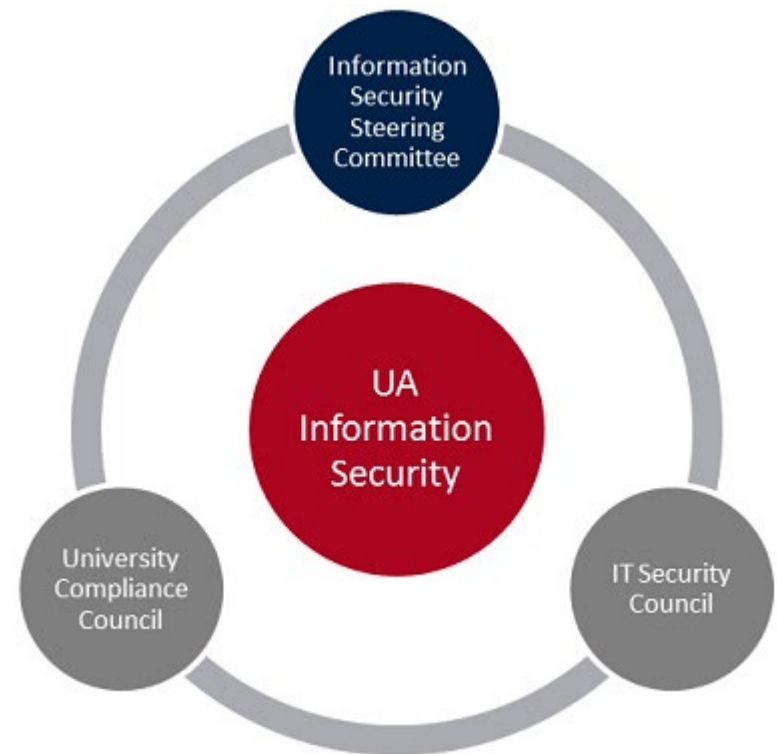 Information
Security
Steering
Committee
UA
Information
Security
University
Compliance
Council
IT Security
Council